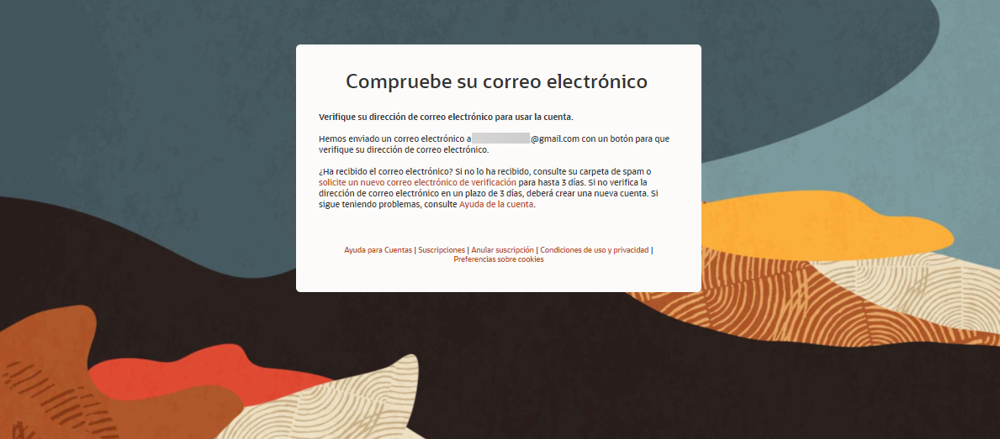 Compruebe su correo electrónico
Verifique su dirección de correo electrónico para usar la cuenta.
Hemos enviado un correo electrónico a @gmail.com con un botón para que
verifique su dirección de correo electrónico.
¿Ha recibido el correo electrónico? Si no lo ha recibido, consulte su carpeta de spam o
solicite un nuevo correo electrónico de verificación para hasta 3 días. Si no verifica la
dirección de correo electrónico en un plazo de 3 días, deberá crear una nueva cuenta. Si
sigue teniendo problemas, consulte Ayuda de la cuenta.
Ayuda para Cuentas | Suscripciones | Anular suscripción | Condiciones de uso y privacidad |
Preferencias sobre cookies